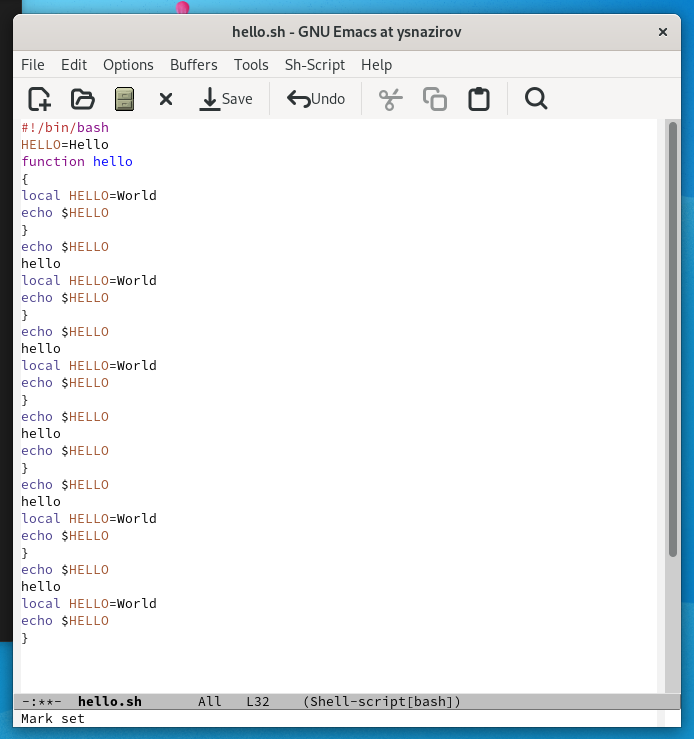 hello.sh - GNU Emacs at ysnazirov
File Edit Options Buffers Tools Sh-Script Help
Save Undo
#!/bin/bash
HELLO=Hello
function hello
{
local HELLO=World
echo $HELLO
}
echo $HELLO
hello
local HELLO=World
echo $HELLO
}
echo $HELLO
hello
local HELLO=World
echo $HELLO
}
echo $HELLO
hello
echo $HELLO
}
echo $HELLO
hello
local HELLO=World
echo $HELLO
}
echo $HELLO
hello
local HELLO=World
echo $HELLO
}
-:**- hello.sh All L32 (Shell-script[bash])
Mark set